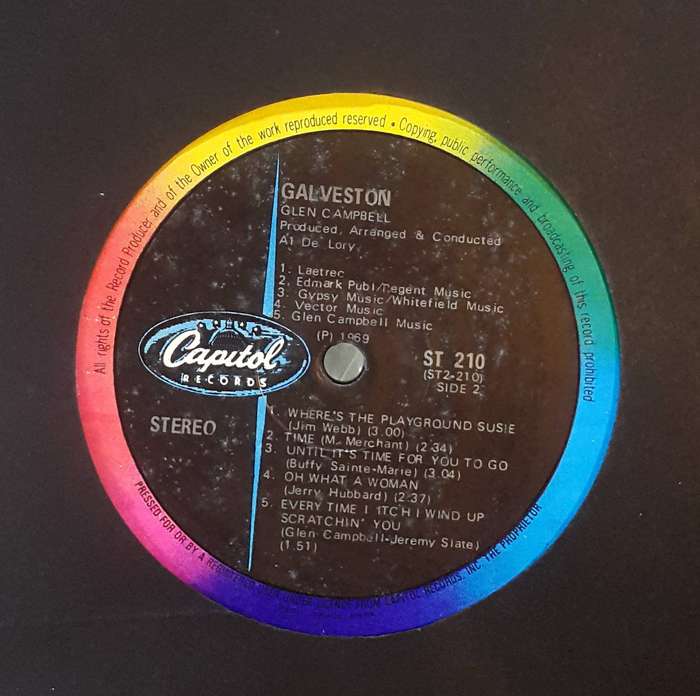 All rights of the Record Producer and of the Owner of the work reproduced reserved • Copying, public performance and broadcasting of this record prohibited
GALVESTON
GLEN CAMPBELL
Produced, Arranged & Conducted
Al De Lory
1. Laetrec
2. Edmark Publ/Tegent Music
3. Gypsy Music/Whitefield Music
4. Vector Music
5. Glen Campbell Music
(P) 1969
Capitol
RECORDS
ST 210
(ST2-210)
SIDE 2
STEREO
1. WHERE'S THE PLAYGROUND SUSIE
(Jim Webb) (3.00)
2. TIME (M. Merchant) (2:34)
3. UNTIL IT'S TIME FOR YOU TO GO
(Buffy Sainte-Marie) (3.04)
4. OH WHAT A WOMAN
(Jerry Hubbard) (2:37)
5. EVERY TIME I ITCH I WIND UP
SCRATCHIN' YOU
(Glen Campbell-Jeremy Slate)
(1.51)
PRESSED FOR OR BY A REGISTERED USER UNDER LICENCE FROM CAPITOL RECORDS, INC THE PROPRIETOR